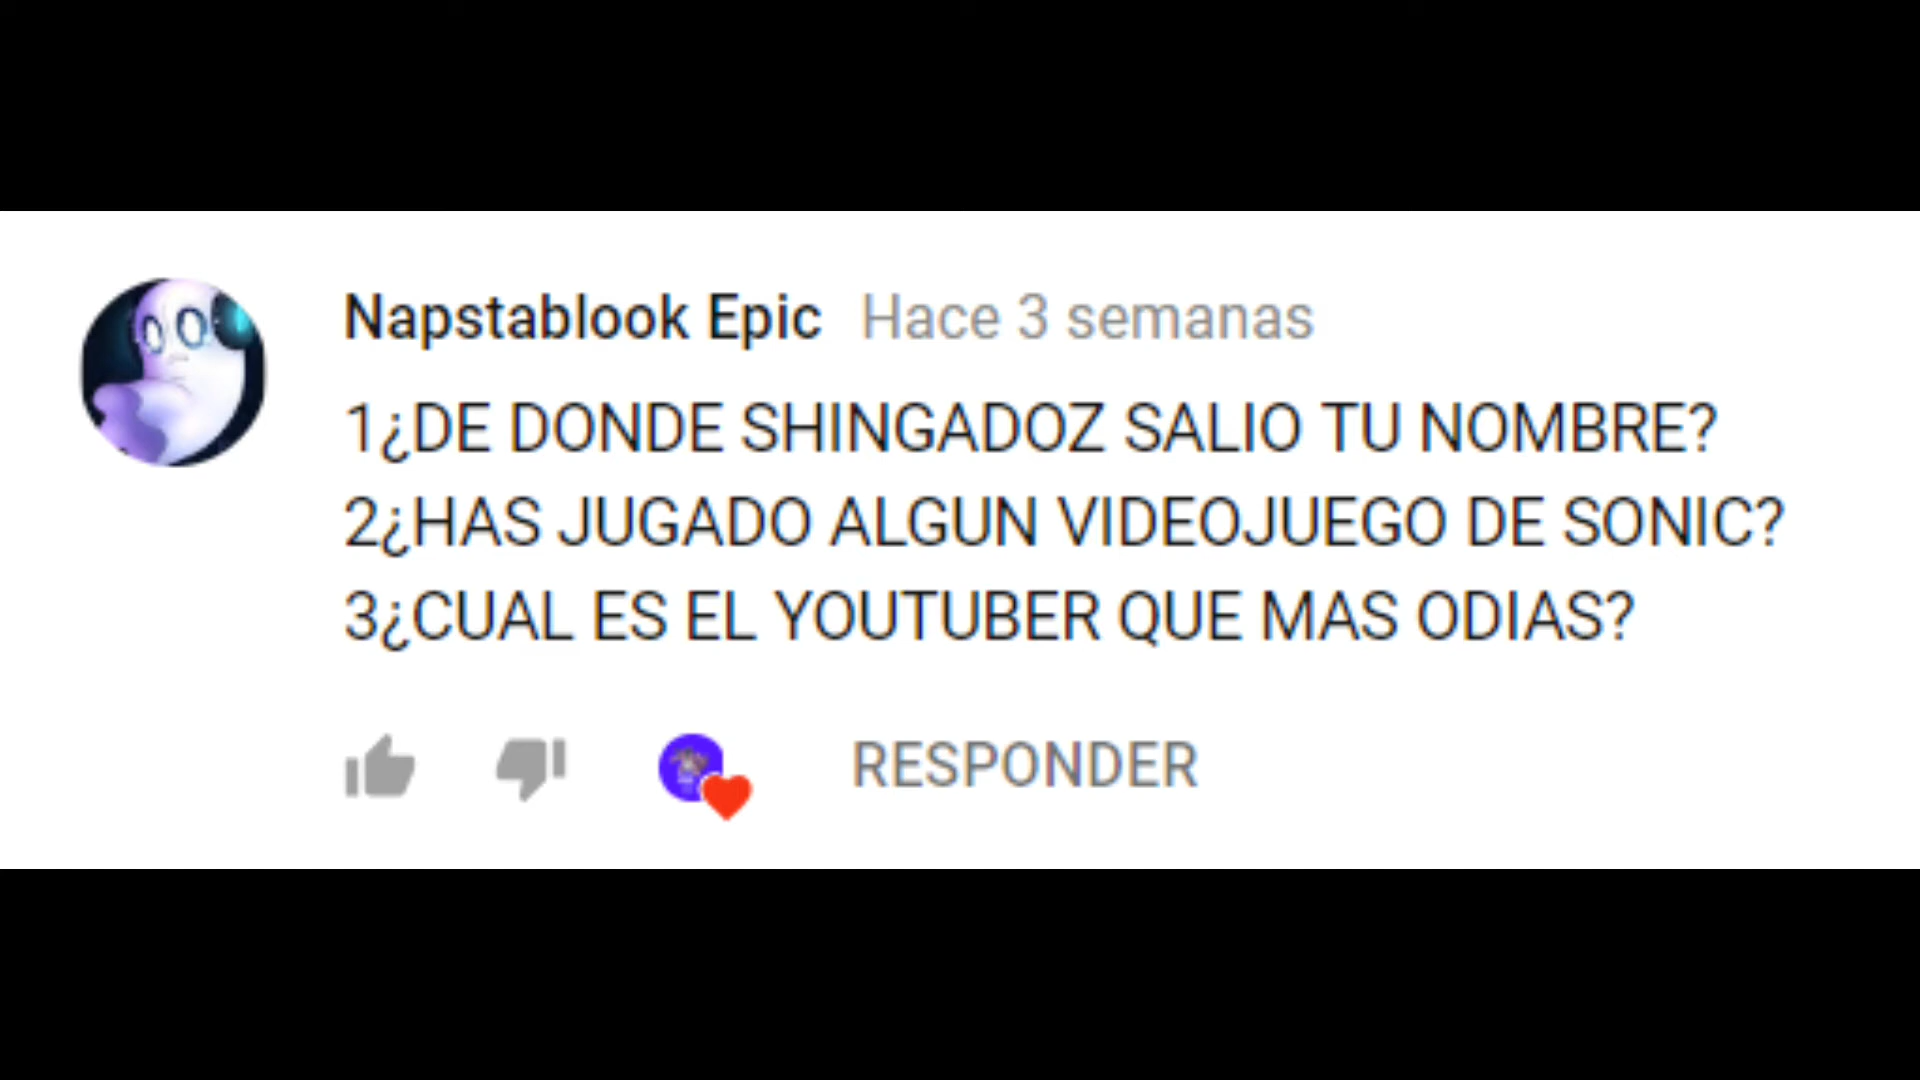 Napstablook Epic Hace 3 semanas
1¿DE DONDE SHINGADOZ SALIO TU NOMBRE?
2¿HAS JUGADO ALGUN VIDEOJUEGO DE SONIC?
3¿CUAL ES EL YOUTUBER QUE MAS ODIAS?
RESPONDER